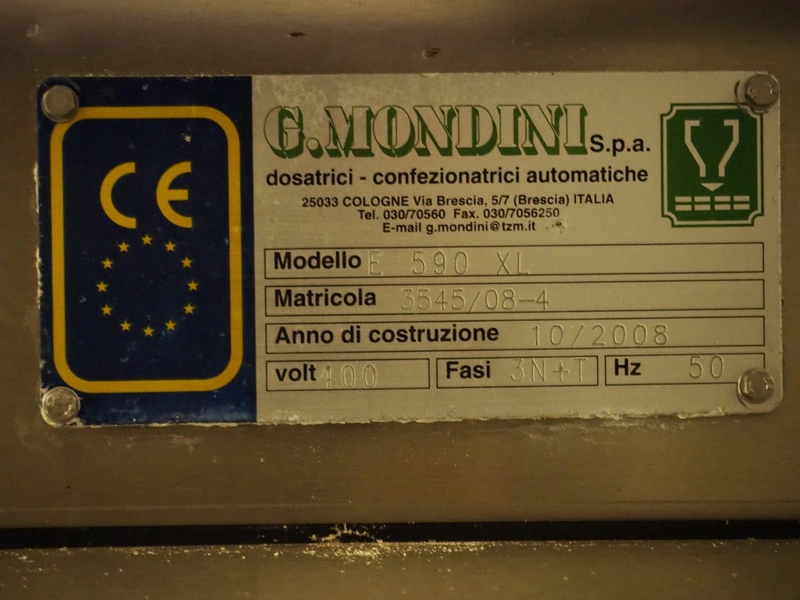 CE
G.MONDINI S.p.a.
dosatrici - confezionatrici automatiche
25033 COLOGNE Via Brescia, 5/7 (Brescia) ITALIA
Tel. 030/70560 Fax. 030/7056250
E-mail g.mondini@tzm.it
Modello E 590 XL
Matricola 3545/08-4
Anno di costruzione 10/2008
volt 400 Fasi 3N+T Hz 50